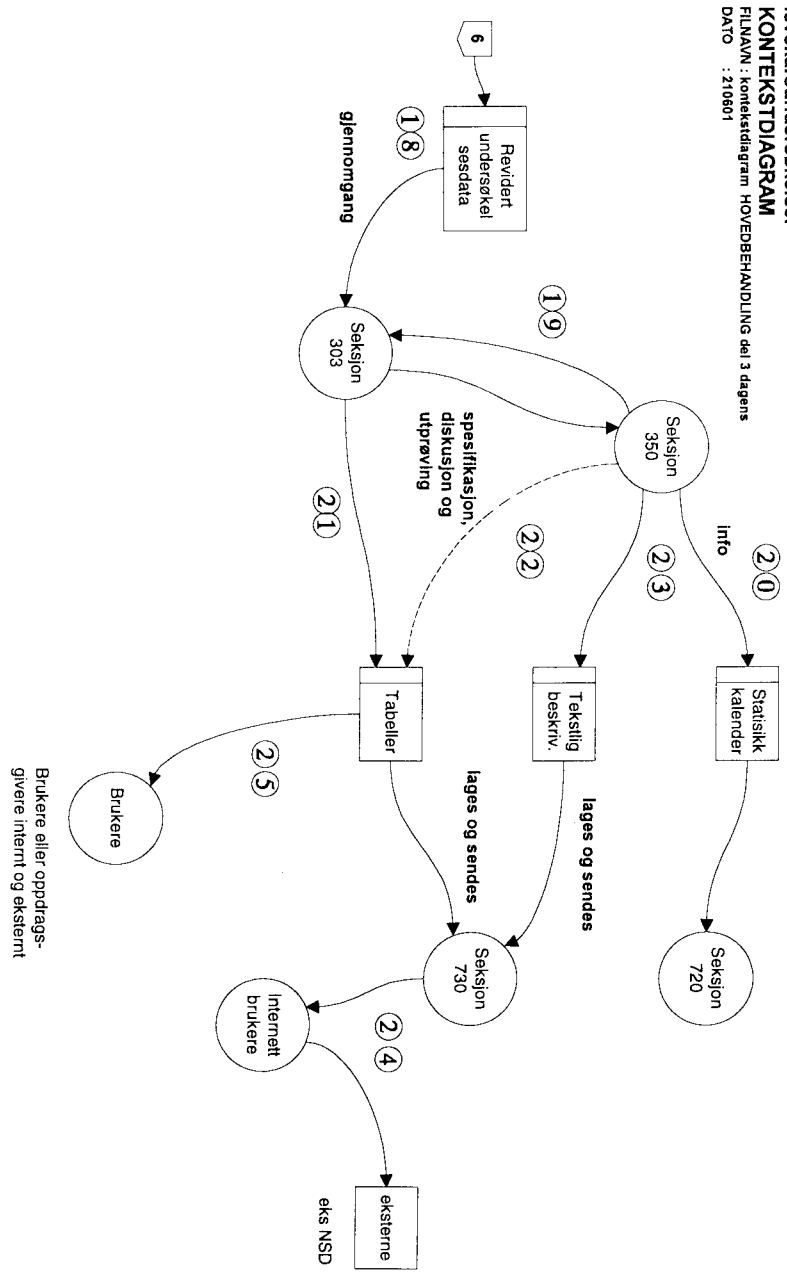 KONTEKSTDIAGRAM
FILNAVN : kontekstdiagram HOVEDBEHANDLING del 3 dagens
DATO : 210601
6
Revidert
undersøkel
sesdata
18
gjennomgang
Seksjon
303
19
Seksjon
350
spesifikasjon,
diskusjon og
utprøving
21
22
23
20
info
Statisikk
kalender
Tekstlig
beskriv.
Tabeller
lages og sendes
lages og sendes
25
Brukere
Brukere eller oppdrags-
givere internt og eksternt
Seksjon
720
Seksjon
730
24
Internett
brukere
eksterne
eks NSD